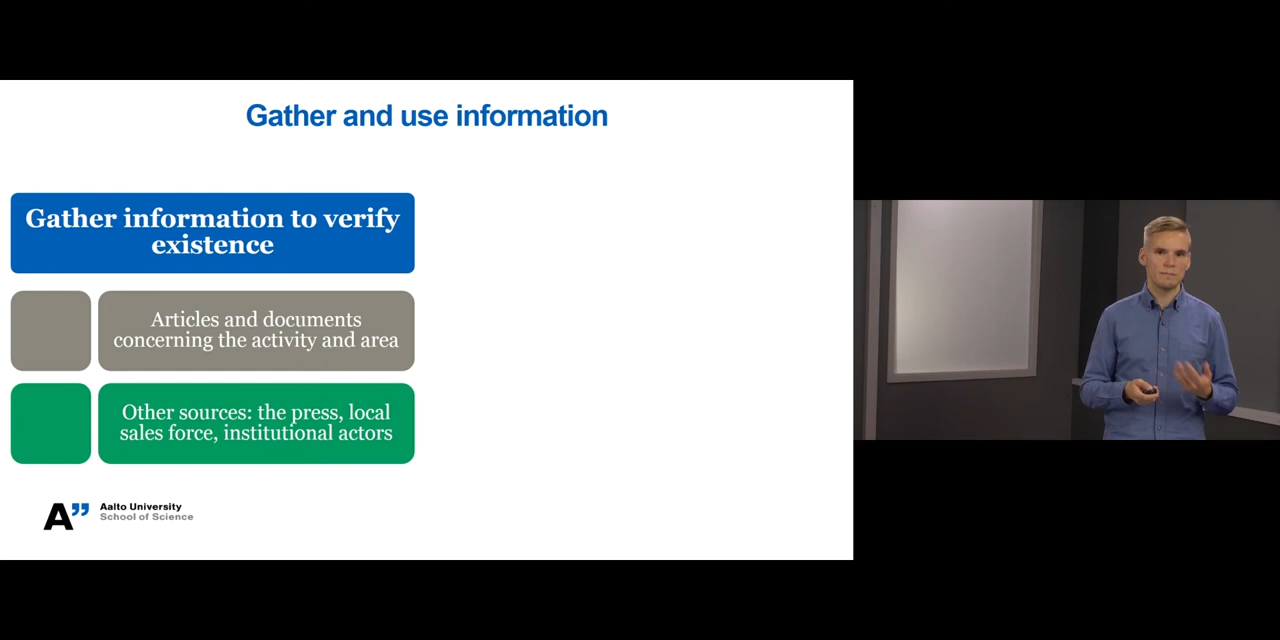 Gather and use information
Gather information to verify
existence
Articles and documents
concerning the activity and area
Other sources: the press, local
sales force, institutional actors
A”
Aalto University
School of Science